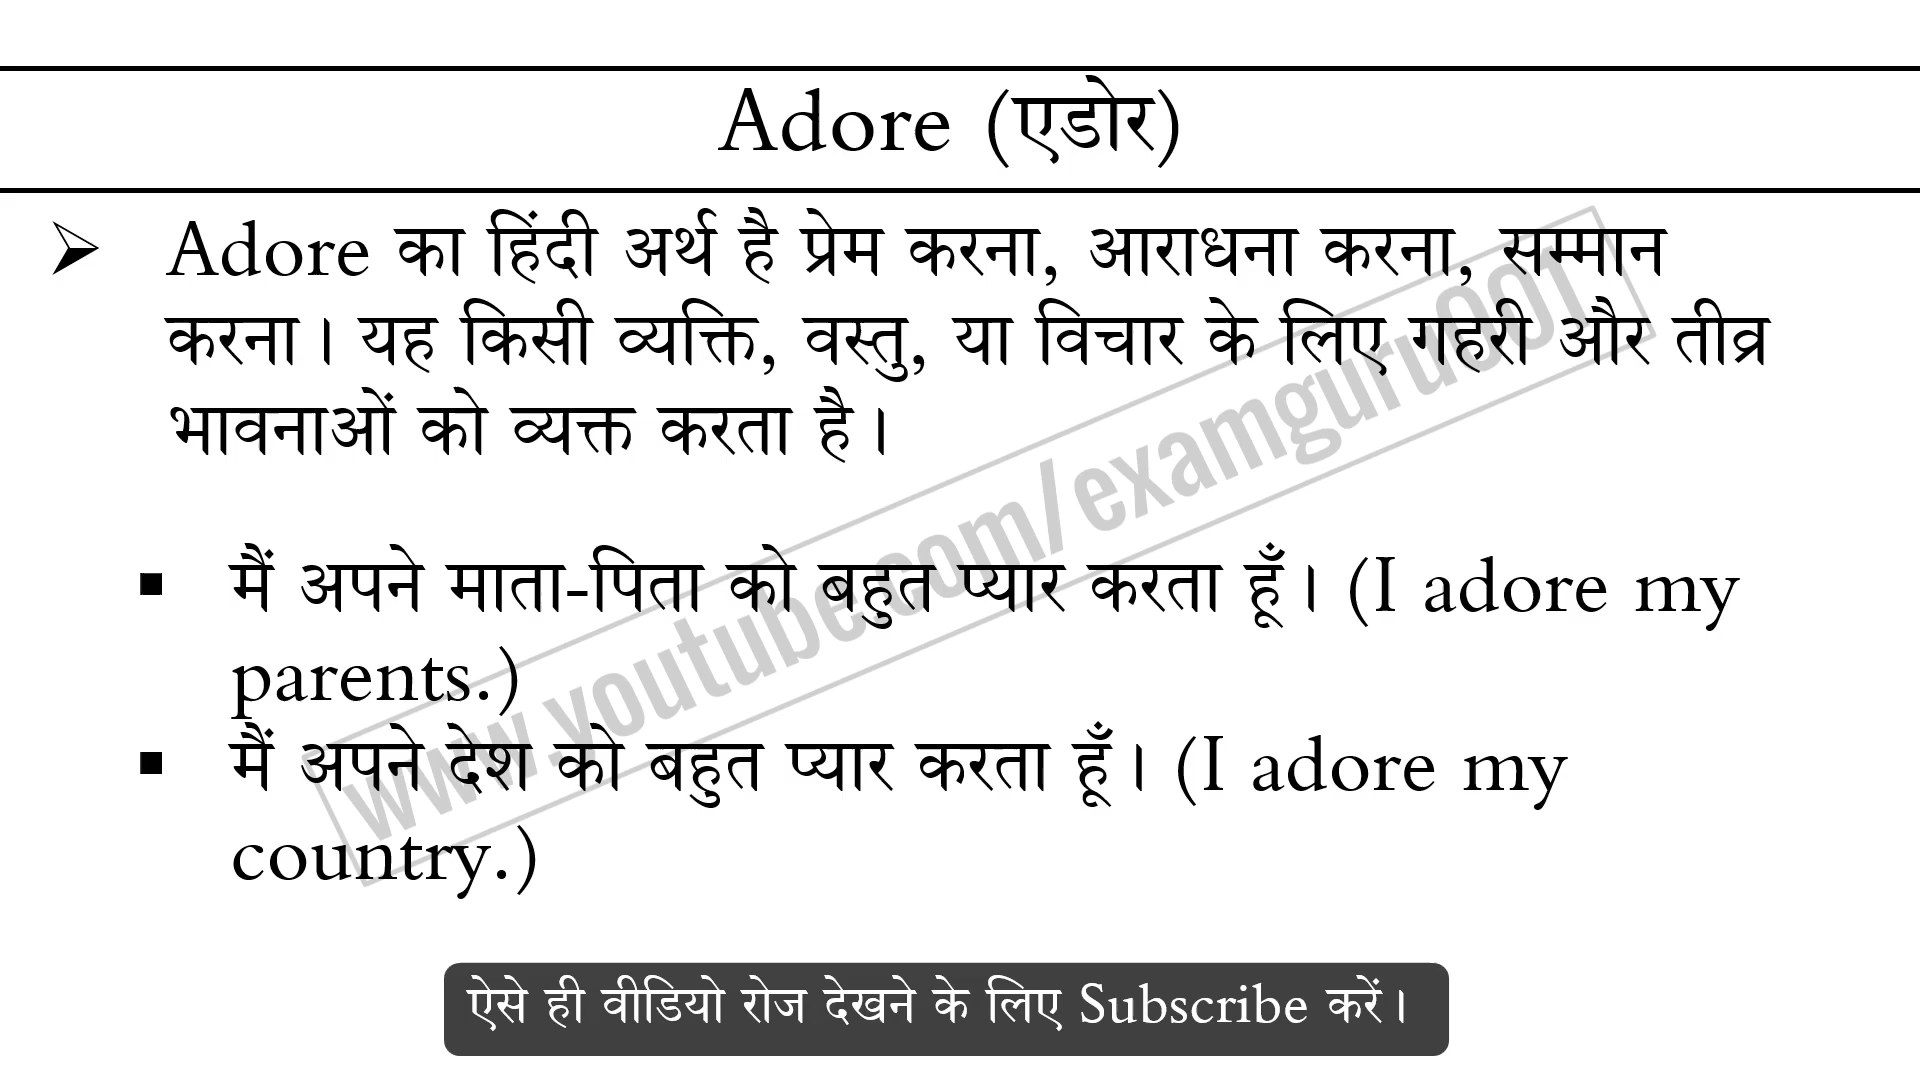 Adore (एडोर)
Adore का हिंदी अर्थ है प्रेम करना, आराधना करना, सम्मान
करना। यह किसी व्यक्ति, वस्तु, या विचार के लिए गहरी और तीव्र
भावनाओं को व्यक्त करता है।
मैं अपने माता-पिता को बहुत प्यार करता हूँ। (I adore my
parents.)
मैं अपने देश को बहुत प्यार करता हूँ। (I adore my
country.)
www.youtube.com/examguru001
ऐसे ही वीडियो रोज देखने के लिए Subscribe करें।